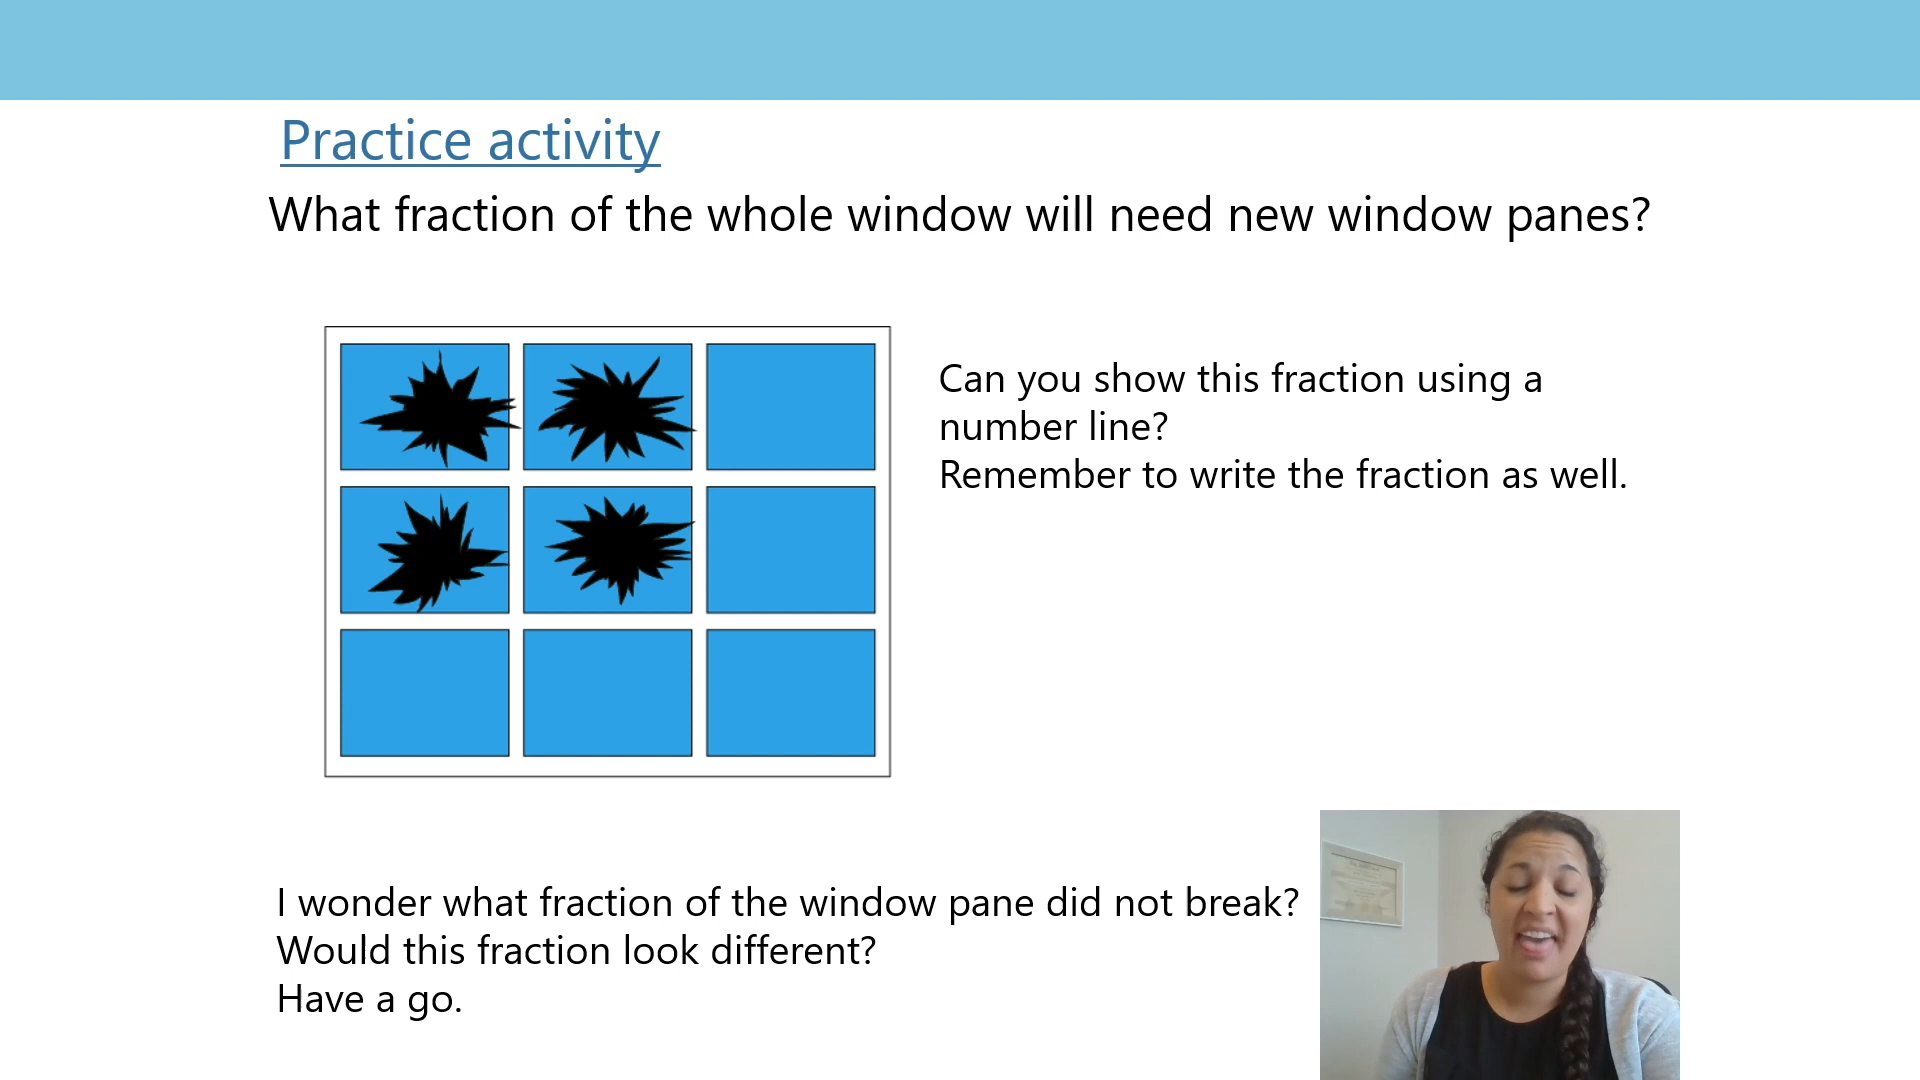 Practice activity
What fraction of the whole window will need new window panes?
Can you show this fraction using a
number line?
Remember to write the fraction as well.
I wonder what fraction of the window pane did not break?
Would this fraction look different?
Have a go.